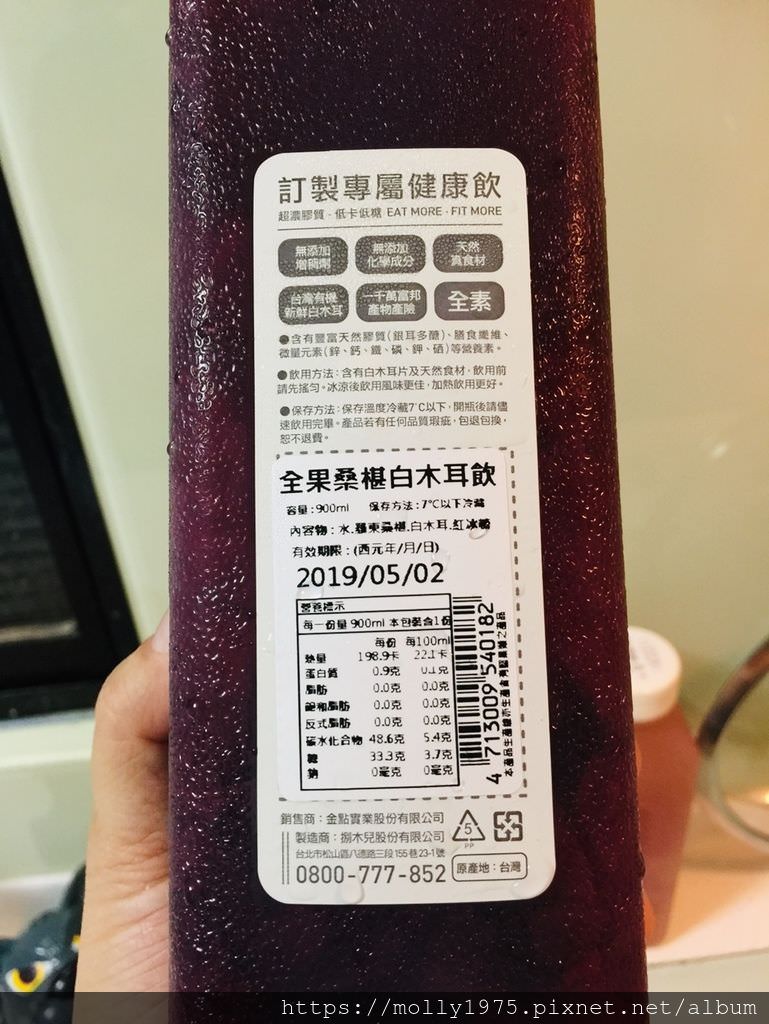 訂製專屬健康飲
超濃膠質・低卡低糖 EAT MORE・FIT MORE
無添加
增稠劑
無添加
化學成分
天然
真食材
台灣有機
新鮮白木耳
一千萬富邦
產物產險
全素
●含有豐富天然膠質(銀耳多醣)、膳食纖維、
微量元素(鋅、鈣、鐵、磷、鉀、硒)等營養素。
●飲用方法:含有白木耳片及天然食材,飲用前
請先搖勻。冰涼後飲用風味更佳,加熱飲用更好。
●保存方法:保存溫度冷藏7℃以下,開瓶後請儘
速飲用完畢。產品若有任何品質瑕疵,包退包換,
恕不退費。
全果桑椹白木耳飲
容量:900ml 保存方法:7℃以下冷藏
內容物:水.羅東桑椹.白木耳.紅冰糖
有效期限:(西元年/月/日)
2019/05/02
營養標示
每一份量 900ml 本包裝含1份
每份 每100ml
熱量 198.9卡 22.1卡
蛋白質 0.9克 0.1克
脂肪 0.0克 0.0克
飽和脂肪 0.0克 0.0克
反式脂肪 0.0克 0.0克
碳水化合物 48.6克 5.4克
糖 33.3克 3.7克
鈉 0毫克 0毫克
4 713009 540182
銷售商:金點實業股份有限公司
製造商:捌木兒股份有限公司
台北市松山區八德路三段155巷23-1號
0800-777-852
5
PP
原產地:台灣
https://molly1975.pixnet.net/album